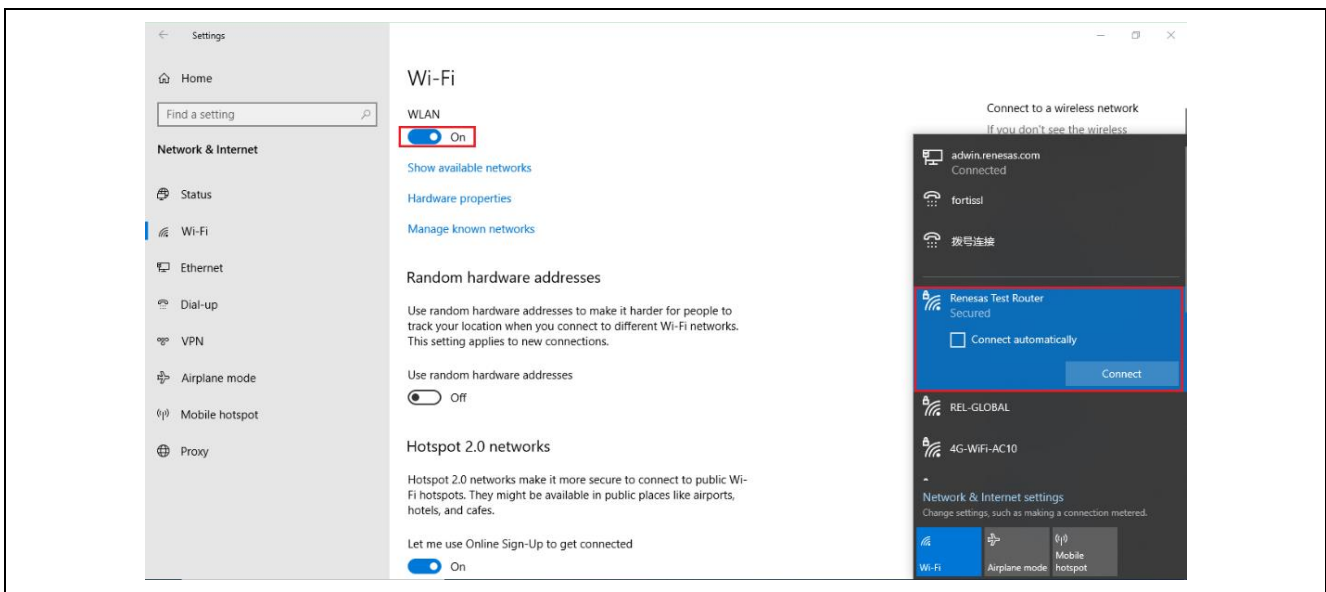 Settings
Home
Find a setting
Network & Internet
Status
Wi-Fi
Ethernet
Dial-up
VPN
Airplane mode
Mobile hotspot
Proxy
Wi-Fi
WLAN
On
Show available networks
Hardware properties
Manage known networks
Random hardware addresses
Use random hardware addresses to make it harder for people to
track your location when you connect to different Wi-Fi networks.
This setting applies to new connections.
Use random hardware addresses
Off
Hotspot 2.0 networks
Hotspot 2.0 networks make it more secure to connect to public Wi-
Fi hotspots. They might be available in public places like airports,
hotels, and cafes.
Let me use Online Sign-Up to get connected
On
Connect to a wireless network
If you don't see the wireless
adwin.renesas.com
Connected
fortissl
拨号连接
Renesas Test Router
Secured
Connect automatically
Connect
REL-GLOBAL
4G-WiFi-AC10
Network & Internet settings
Change settings, such as making a connection metered.
Wi-Fi
Airplane mode
Mobile
hotspot